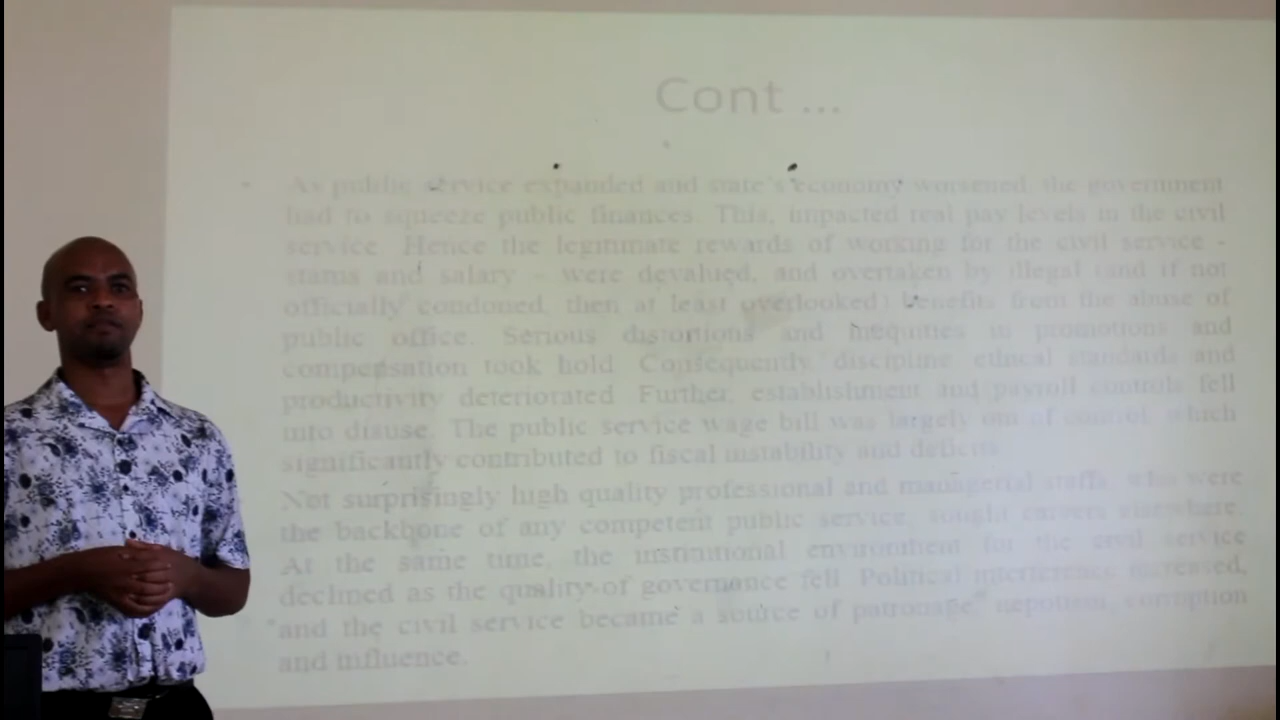 Cont ...
- As public service expanded and state's economy worsened, the government
had to squeeze public finances. This, impacted real pay levels in the civil
service. Hence the legitimate rewards of working for the civil service -
status and salary – were devalued, and overtaken by illegal (and if not
officially condoned, then at least overlooked) benefits from the abuse of
public office. Serious distortions and inequities in promotions and
compensation took hold. Consequently discipline, ethical standards and
productivity deteriorated. Further, establishment and payroll controls fell
into disuse. The public service wage bill was largely out of control, which
significantly contributed to fiscal instability and deficits.
Not surprisingly high quality professional and managerial staffs, who were
the backbone of any competent public service, sought careers elsewhere.
At the same time, the institutional environment for the civil service
declined as the quality of governance fell. Political interference increased,
and the civil service became a source of patronage, nepotism, corruption
and influence.